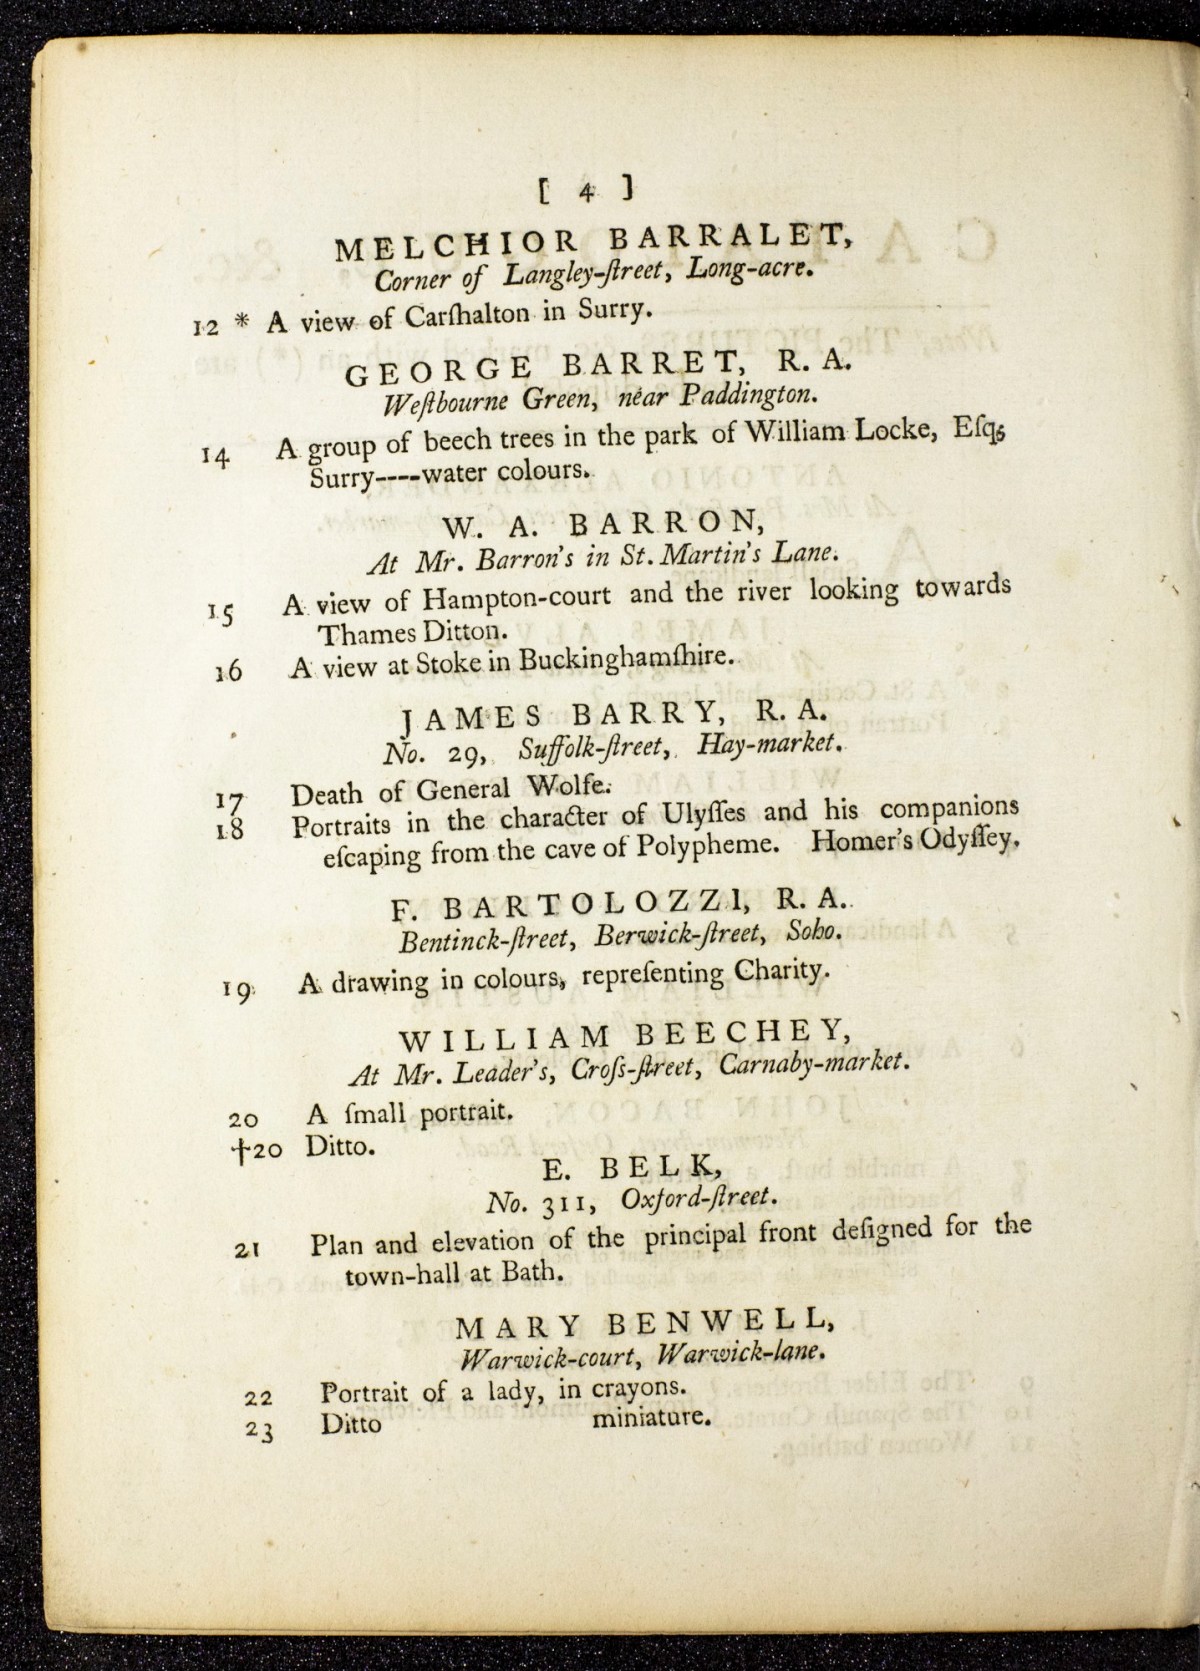 [ 4 ]
MELCHIOR BARRALET,
Corner of Langley-ſtreet, Long-acre.
12 * A view of Carſhalton in Surry.
GEORGE BARRET, R. A.
Weſtbourne Green, near Paddington.
14 A group of beech trees in the park of William Locke, Eſq;
Surry----water colours.
W. A. BARRON,
At Mr. Barron's in St. Martin's Lane.
15 A view of Hampton-court and the river looking towards
Thames Ditton.
16 A view at Stoke in Buckinghamſhire.
JAMES BARRY, R. A.
No. 29, Suffolk-ſtreet, Hay-market.
17 Death of General Wolfe.
18 Portraits in the character of Ulyſſes and his companions
eſcaping from the cave of Polypheme. Homer's Odyſſey.
F. BARTOLOZZI, R. A.
Bentinck-ſtreet, Berwick-ſtreet, Soho.
19 A drawing in colours, repreſenting Charity.
WILLIAM BEECHEY,
At Mr. Leader's, Croſs-ſtreet, Carnaby-market.
20 A ſmall portrait.
†20 Ditto.
E. BELK,
No. 311, Oxford-ſtreet.
21 Plan and elevation of the principal front deſigned for the
town-hall at Bath.
MARY BENWELL,
Warwick-court, Warwick-lane.
22 Portrait of a lady, in crayons.
23 Ditto miniature.